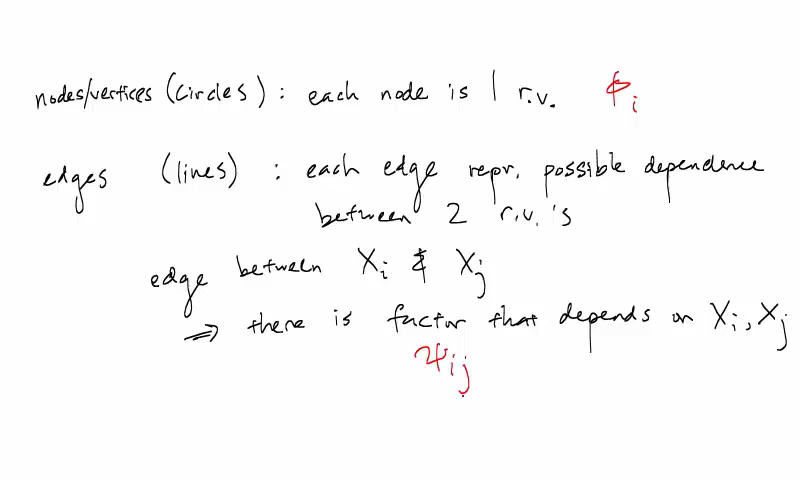 nodes/vertices (circles) : each node is 1 r.v. ϕi
edges (lines) : each edge repr. possible dependence
between 2 r.v.'s
edge between Xi & Xj
⇒ there is factor that depends on Xi, Xj
ψij